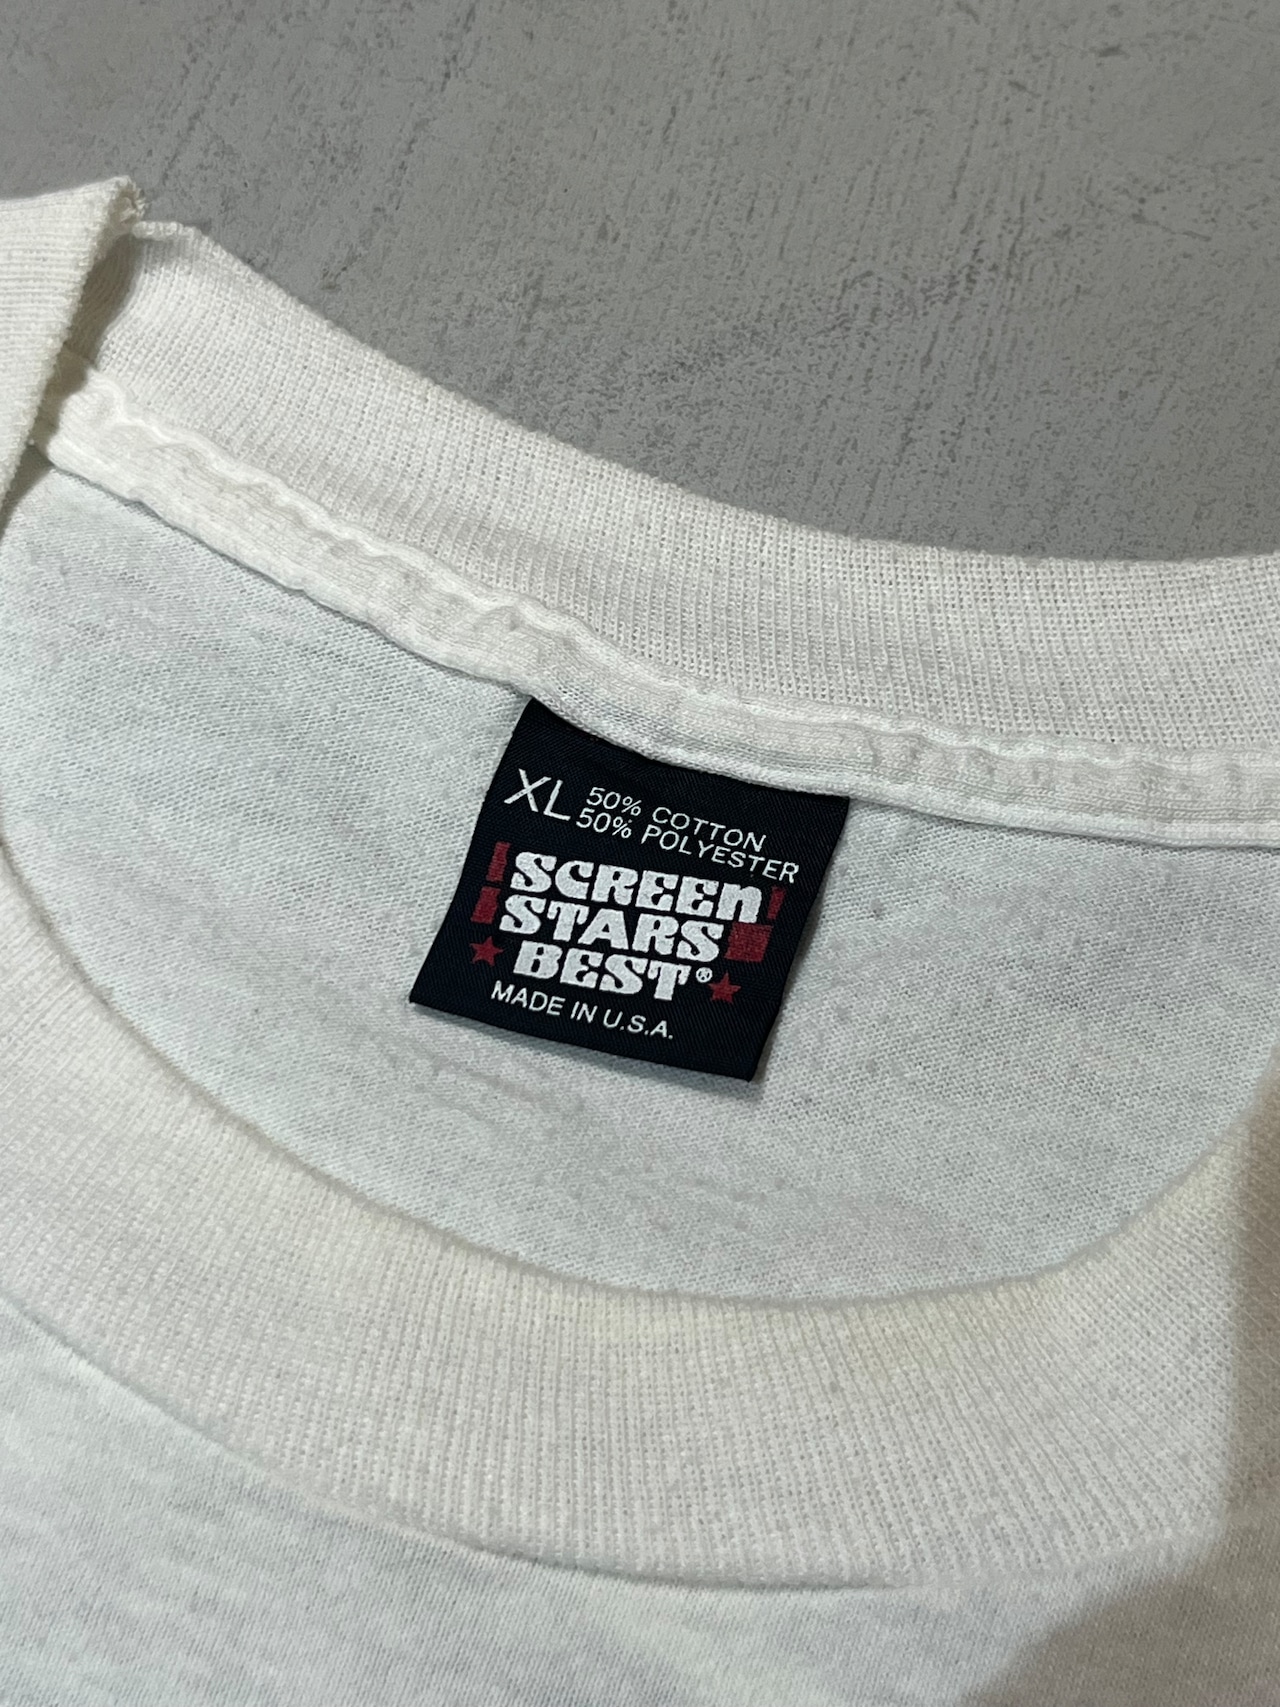 XL 50% COTTON
50% POLYESTER
SCREEN
STARS
BEST®
MADE IN U.S.A.